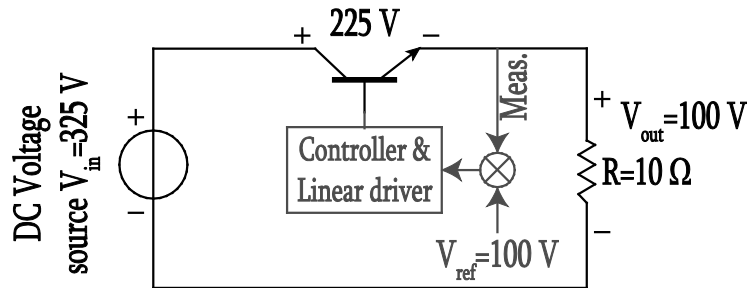 + 225 V −
DC Voltage
source V_in=325 V
+
−
Controller &
Linear driver
Meas.
V_ref=100 V
+
V_out=100 V
R=10 Ω
−